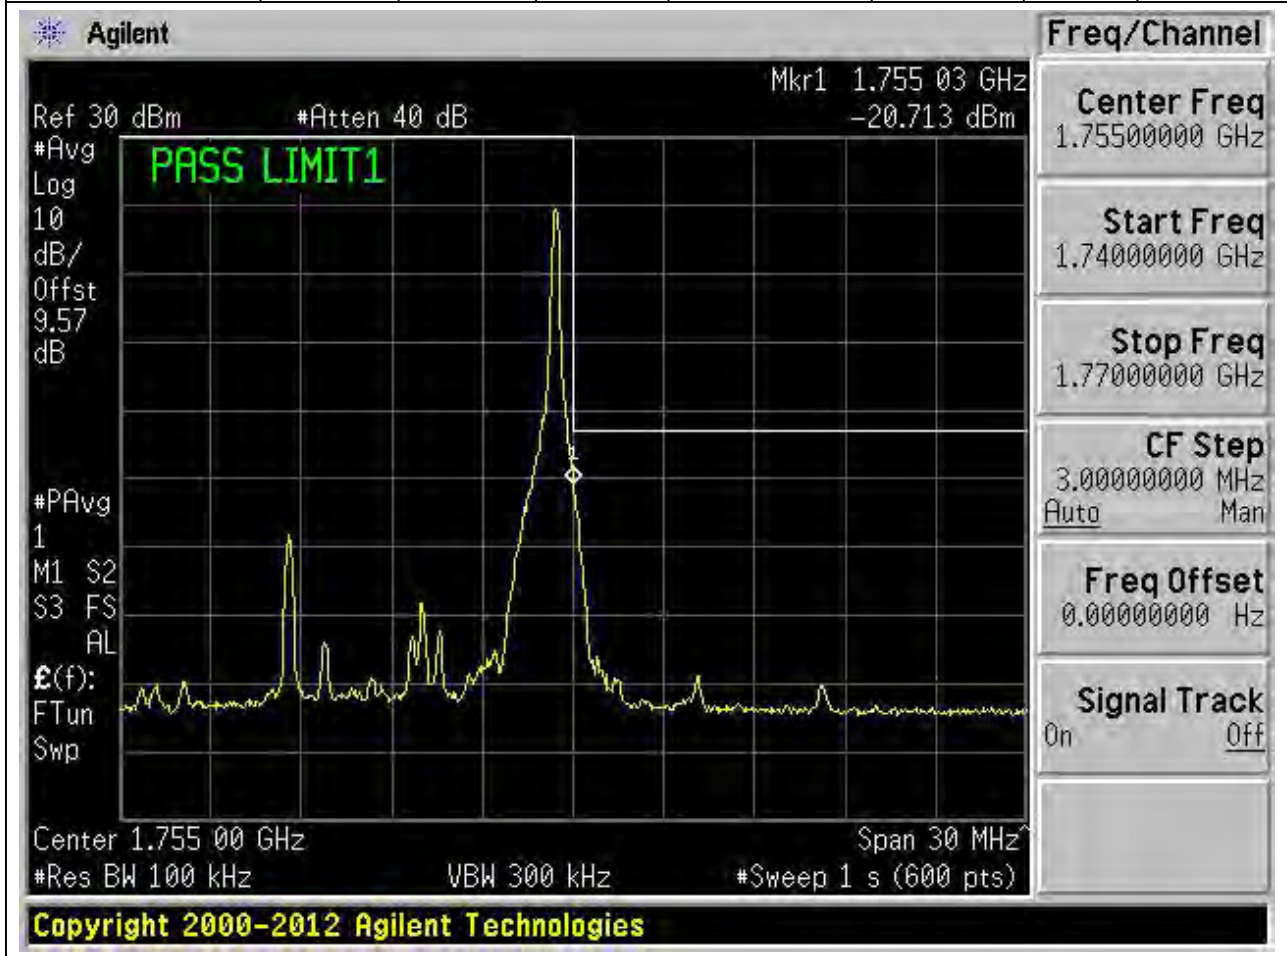 Agilent
Freq/Channel
Mkr1 1.755 03 GHz
Ref 30 dBm #Atten 40 dB -20.713 dBm
#Avg
Log
10
dB/
Offst
9.57
dB
PASS LIMIT1
1
#PAvg
1
M1 S2
S3 FS
AL
£(f):
FTun
Swp
Center 1.755 00 GHz Span 30 MHz^
#Res BW 100 kHz VBW 300 kHz #Sweep 1 s (600 pts)
Copyright 2000-2012 Agilent Technologies
Center Freq
1.75500000 GHz
Start Freq
1.74000000 GHz
Stop Freq
1.77000000 GHz
CF Step
3.00000000 MHz
Auto Man
Freq Offset
0.00000000 Hz
Signal Track
On Off